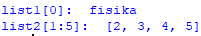 list1[0]:  fisika
list2[1:5]:  [2, 3, 4, 5]